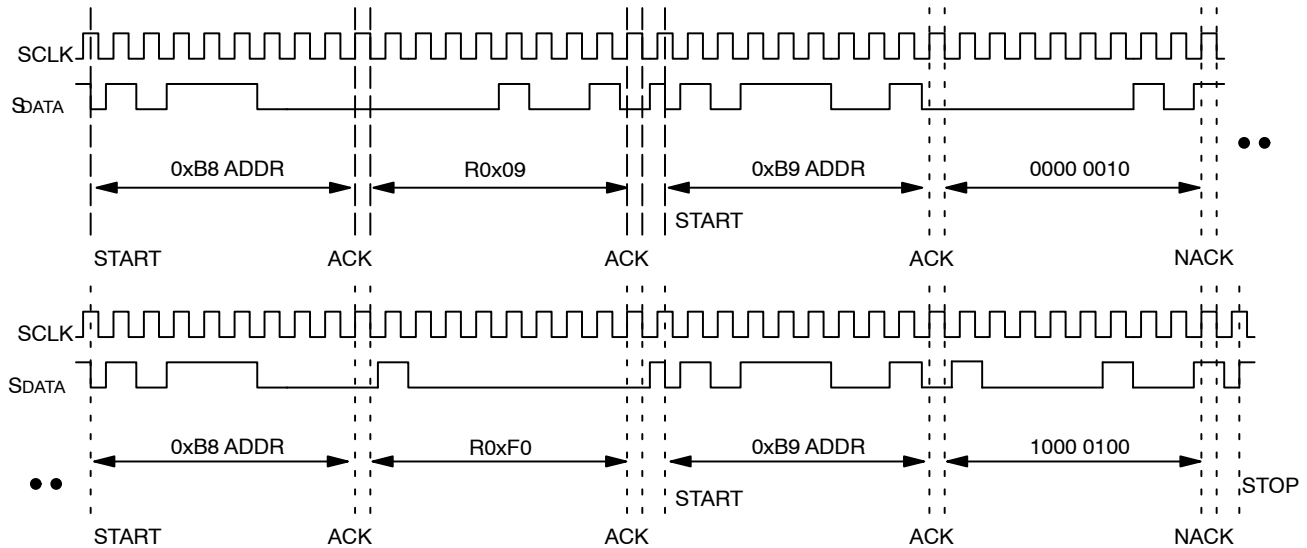 SCLK
SDATA
0xB8 ADDR R0x09 0xB9 ADDR 0000 0010
START
START ACK ACK ACK NACK
SCLK
SDATA
0xB8 ADDR R0xF0 0xB9 ADDR 1000 0100
START STOP
START ACK ACK ACK NACK